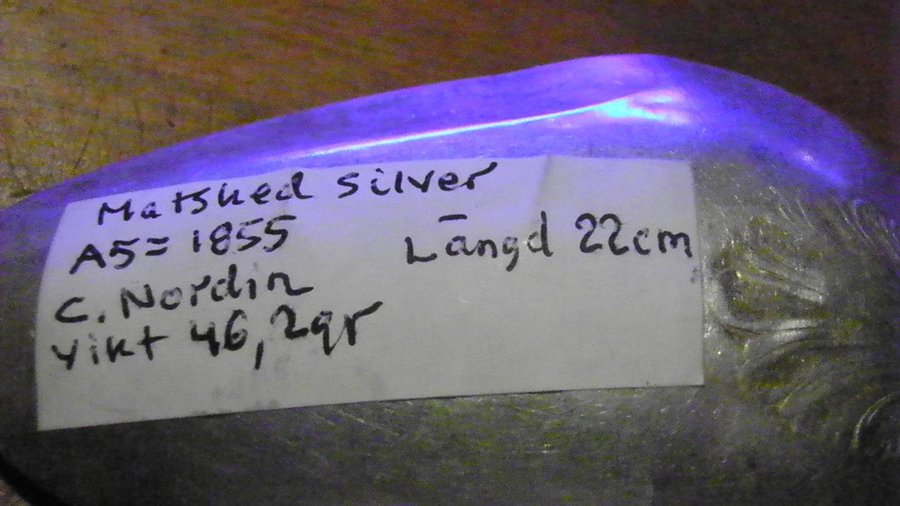 Matsked silver
A5= 1855
Längd 22cm
C. Nordin
Vikt 46,2gr